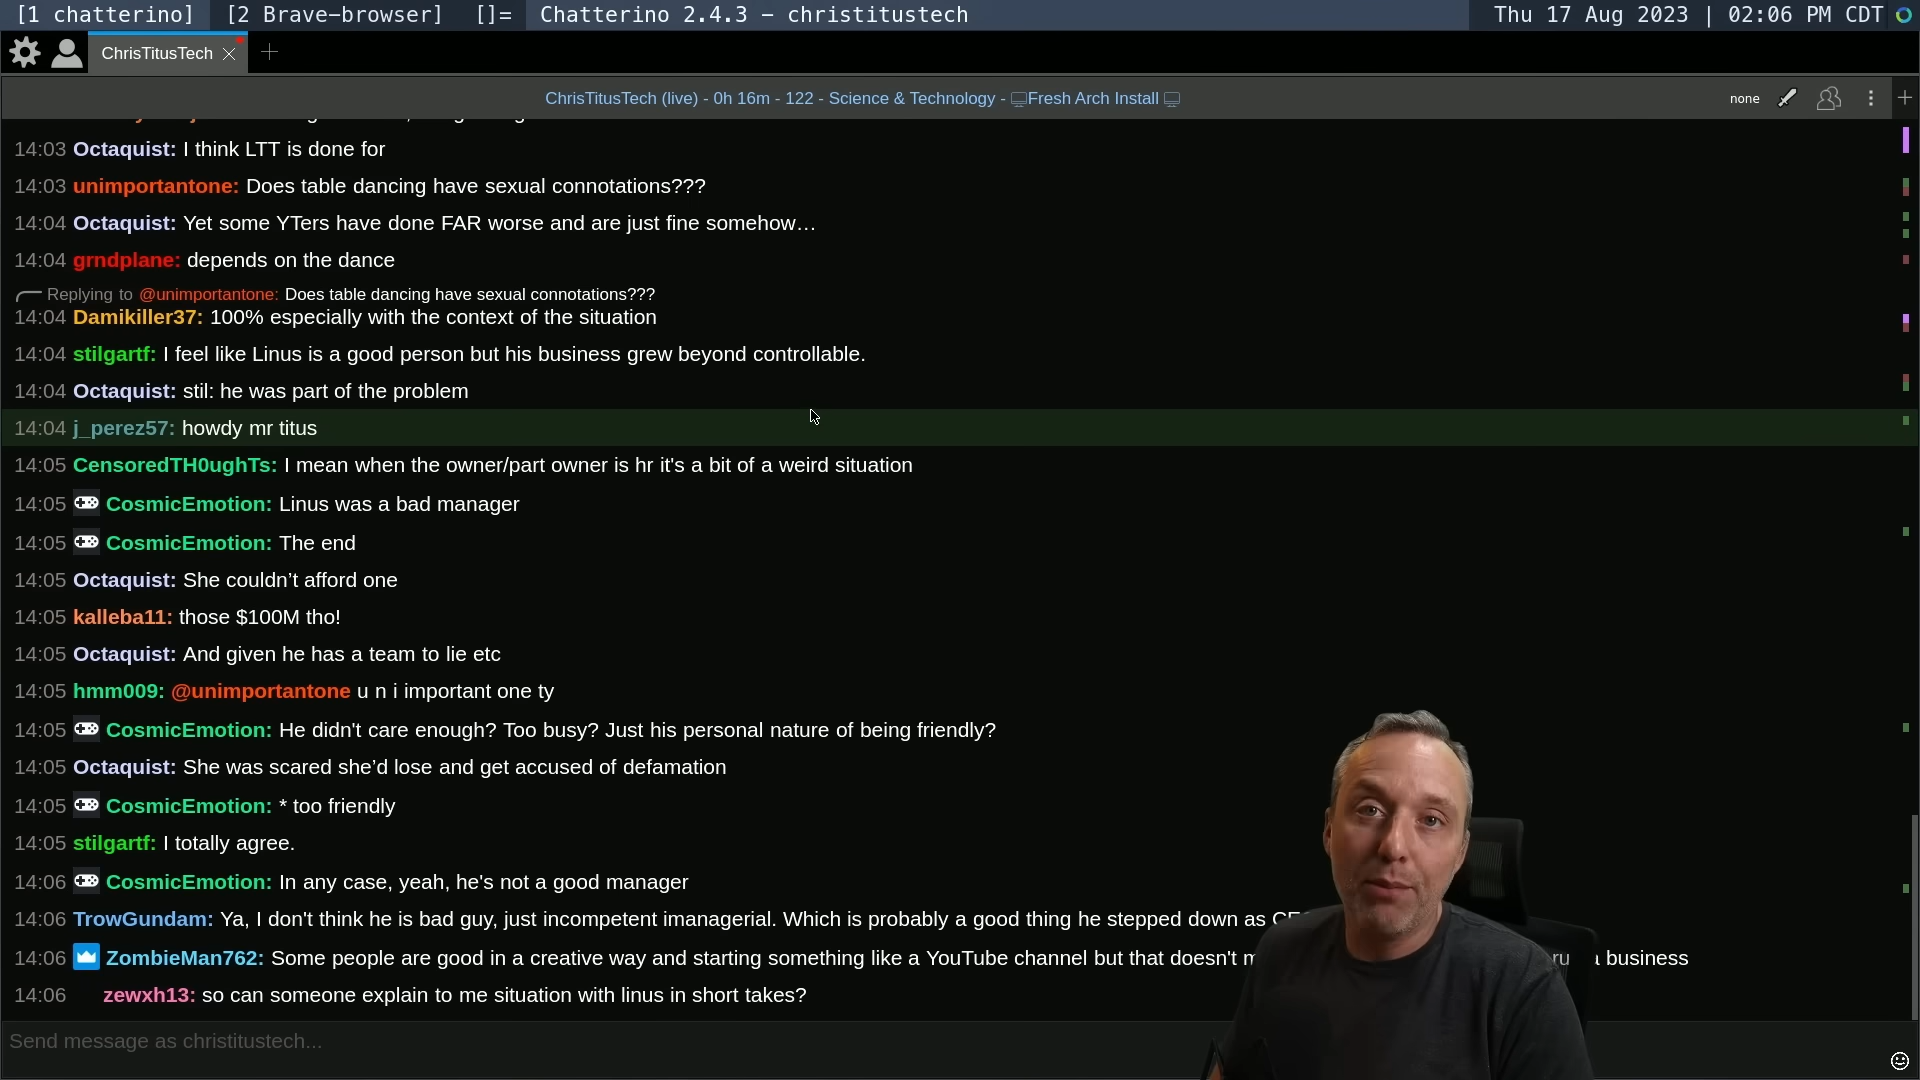 [1 chatterino] [2 Brave-browser] []= Chatterino 2.4.3 - christitustech Thu 17 Aug 2023 | 02:06 PM CDT
ChrisTitusTech
ChrisTitusTech (live) - 0h 16m - 122 - Science & Technology - 💻Fresh Arch Install 💻 none
14:03 Octaquist: I think LTT is done for
14:03 unimportantone: Does table dancing have sexual connotations???
14:04 Octaquist: Yet some YTers have done FAR worse and are just fine somehow…
14:04 grndplane: depends on the dance
Replying to @unimportantone: Does table dancing have sexual connotations???
14:04 Damikiller37: 100% especially with the context of the situation
14:04 stilgartf: I feel like Linus is a good person but his business grew beyond controllable.
14:04 Octaquist: stil: he was part of the problem
14:04 j_perez57: howdy mr titus
14:05 CensoredTH0ughTs: I mean when the owner/part owner is hr it's a bit of a weird situation
14:05 CosmicEmotion: Linus was a bad manager
14:05 CosmicEmotion: The end
14:05 Octaquist: She couldn’t afford one
14:05 kalleba11: those $100M tho!
14:05 Octaquist: And given he has a team to lie etc
14:05 hmm009: @unimportantone u n i important one ty
14:05 CosmicEmotion: He didn't care enough? Too busy? Just his personal nature of being friendly?
14:05 Octaquist: She was scared she’d lose and get accused of defamation
14:05 CosmicEmotion: * too friendly
14:05 stilgartf: I totally agree.
14:06 CosmicEmotion: In any case, yeah, he's not a good manager
14:06 TrowGundam: Ya, I don't think he is bad guy, just incompetent imanagerial. Which is probably a good thing he stepped down as
14:06 ZombieMan762: Some people are good in a creative way and starting something like a YouTube channel but that doesn't business
14:06 zewxh13: so can someone explain to me situation with linus in short takes?
Send message as christitustech...